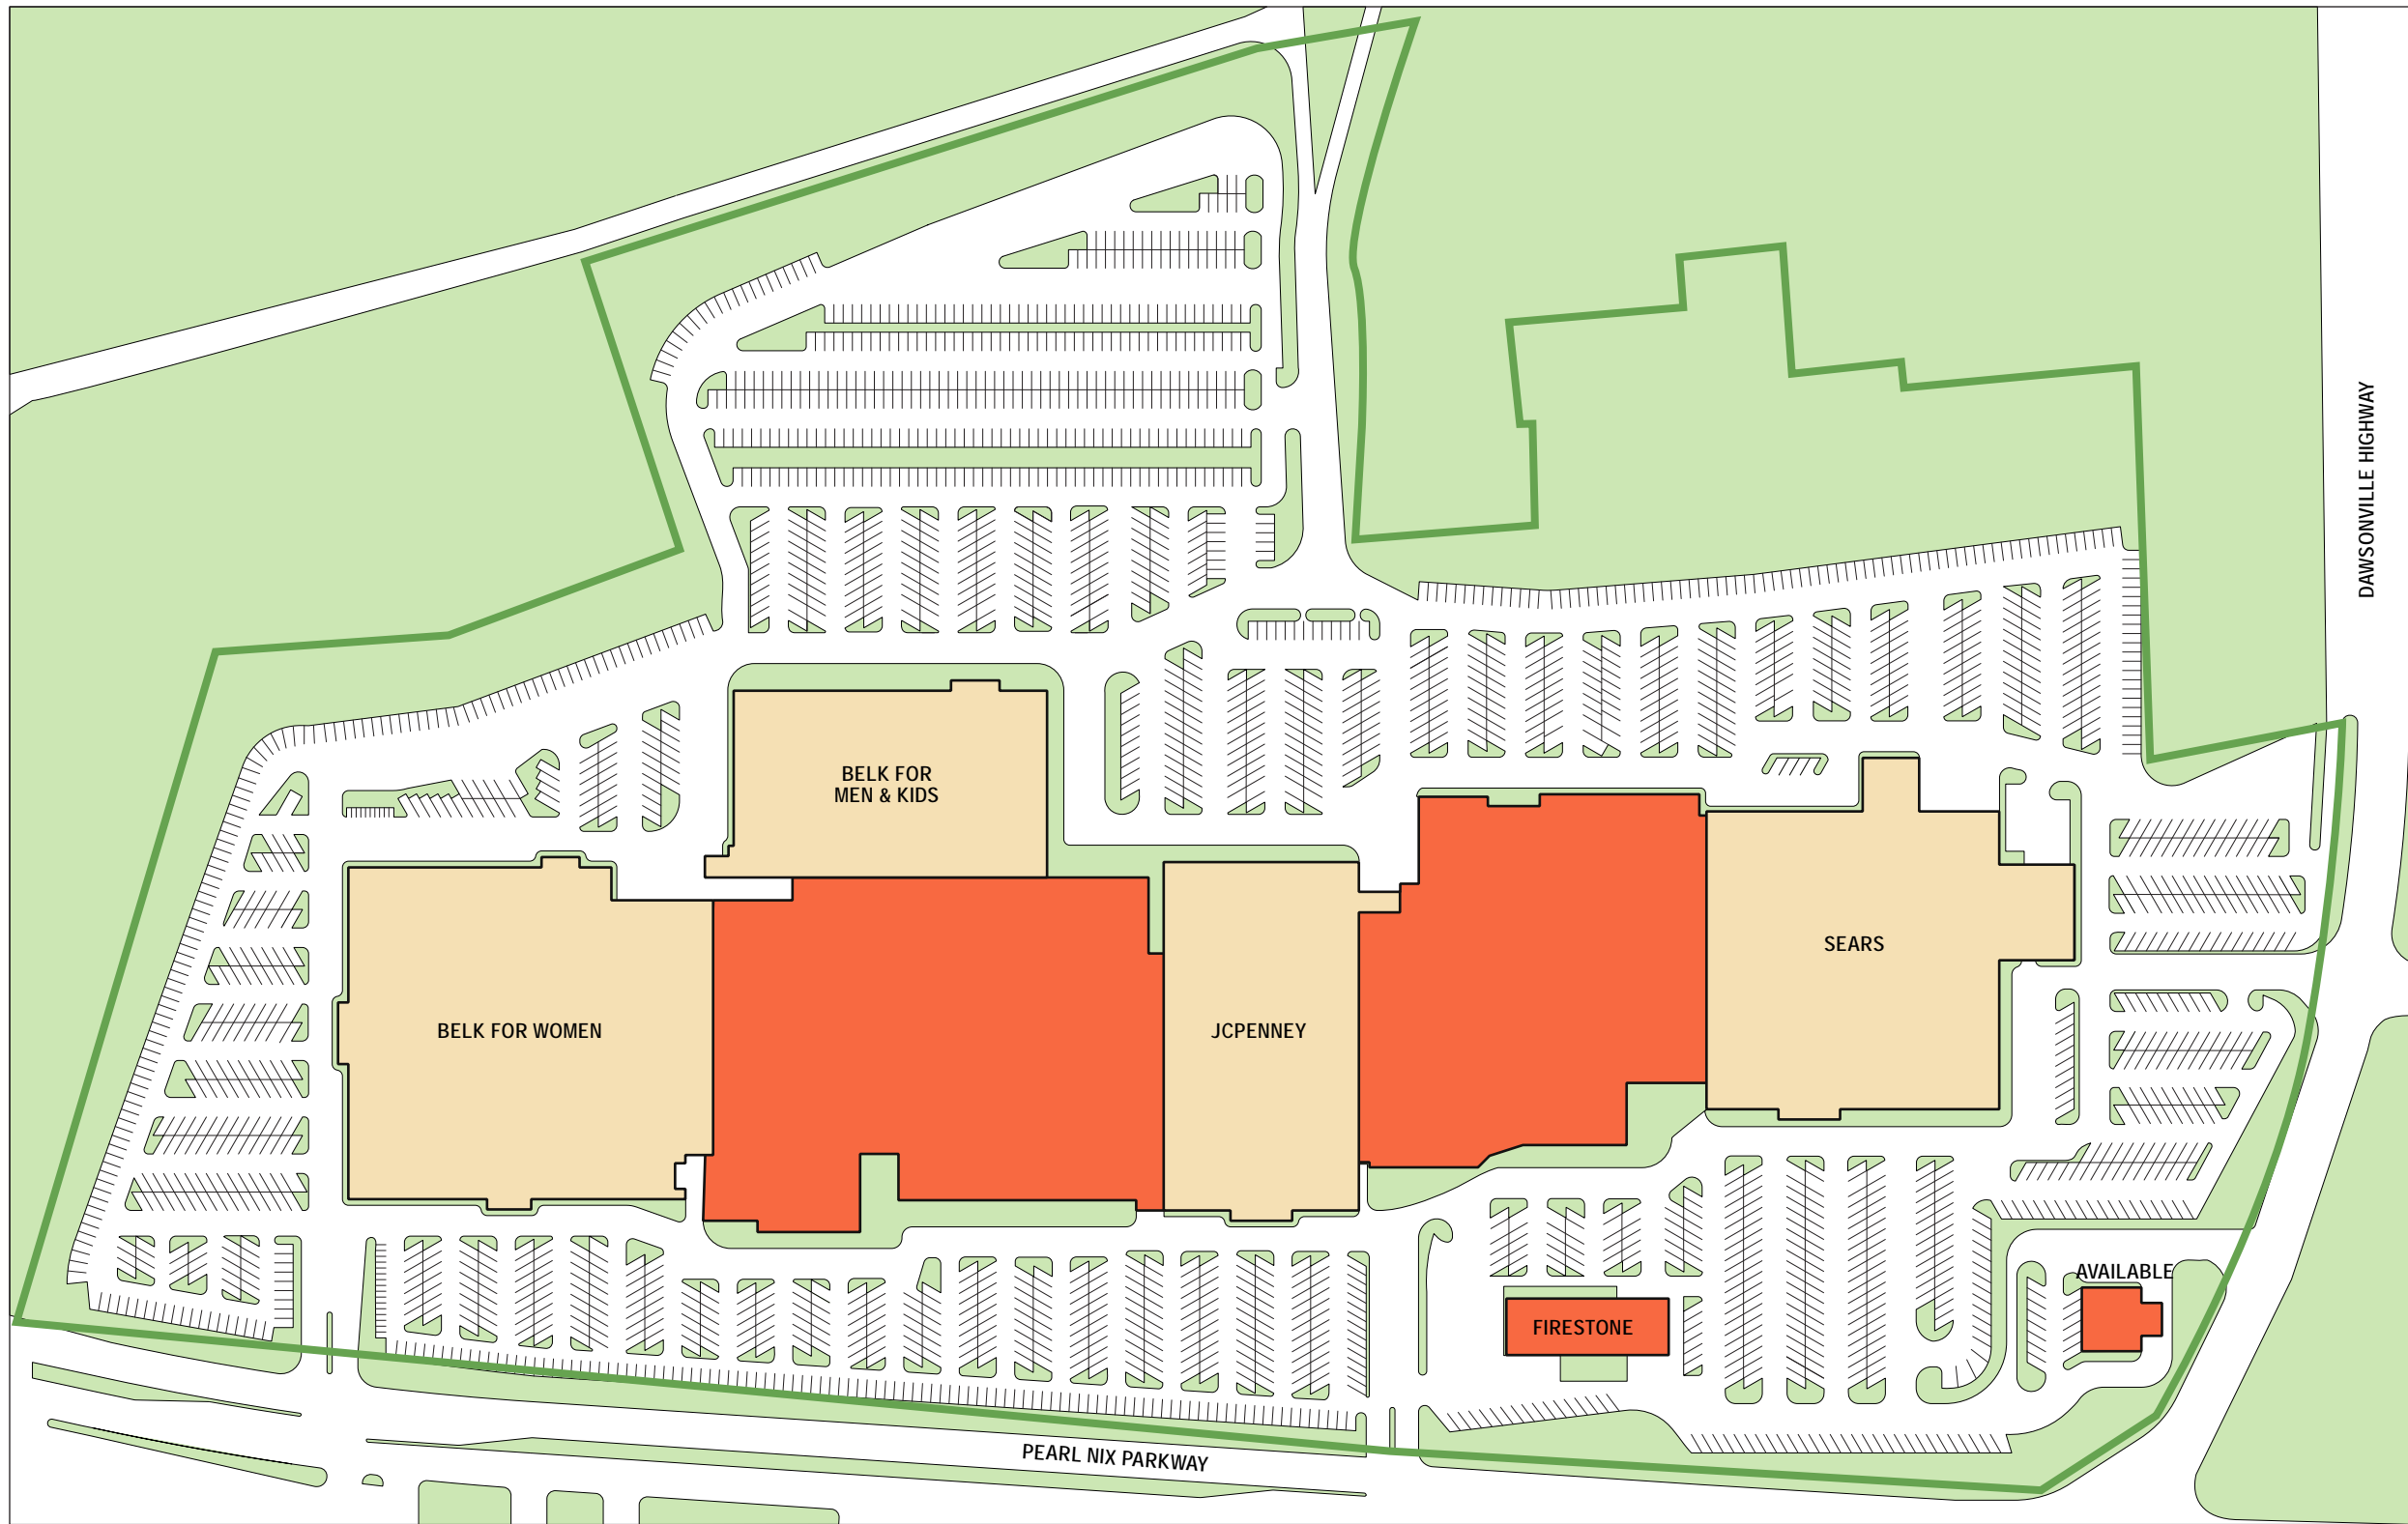 DAWSONVILLE HIGHWAY
BELK FOR
MEN & KIDS
SEARS
BELK FOR WOMEN
JCPENNEY
AVAILABLE
FIRESTONE
PEARL NIX PARKWAY